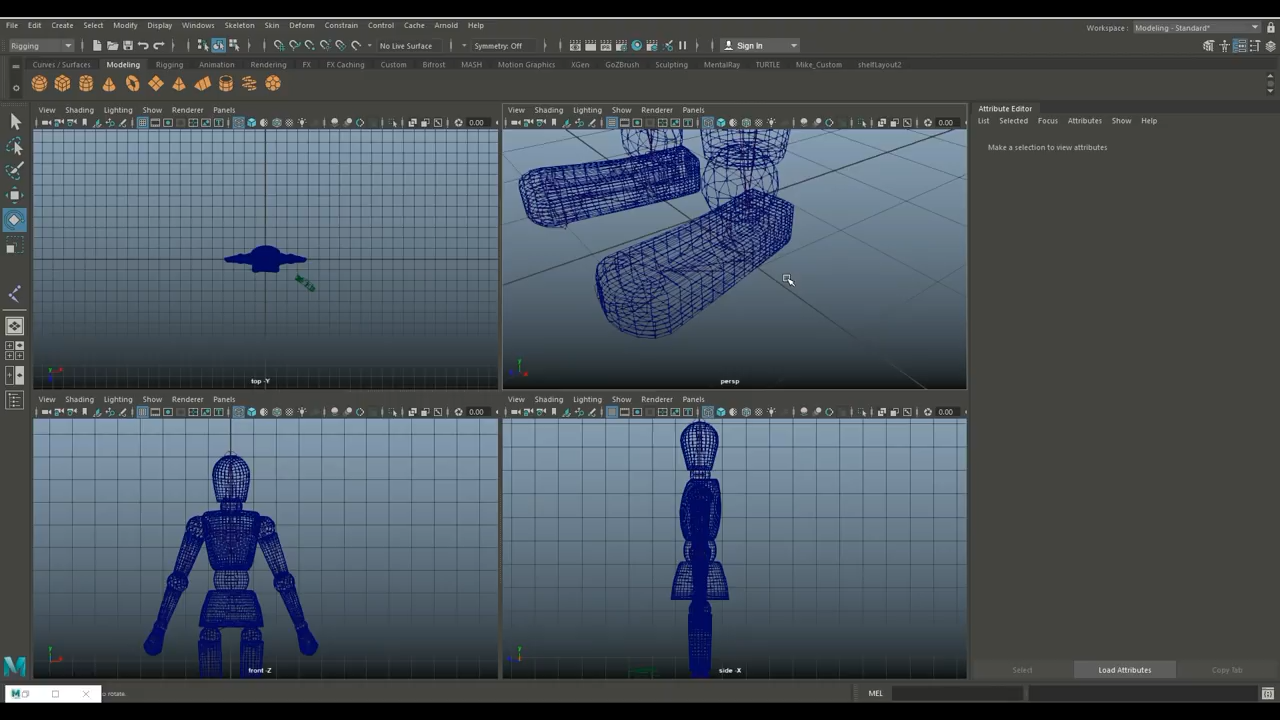 File Edit Create Select Modify Display Windows Skeleton Skin Deform Constrain Control Cache Arnold Help
Workspace: Modeling - Standard*
Rigging No Live Surface Symmetry: Off Sign In
Curves / Surfaces Modeling Rigging Animation Rendering FX FX Caching Custom Bifrost MASH Motion Graphics XGen GoZBrush Sculpting MentalRay TURTLE Mike_Custom shelfLayout2
View Shading Lighting Show Renderer Panels
0.00
top -Y
View Shading Lighting Show Renderer Panels
0.00
persp
View Shading Lighting Show Renderer Panels
0.00
front -Z
View Shading Lighting Show Renderer Panels
0.00
side -X
Attribute Editor
List Selected Focus Attributes Show Help
Make a selection to view attributes
Select Load Attributes Copy Tab
to rotate.
MEL